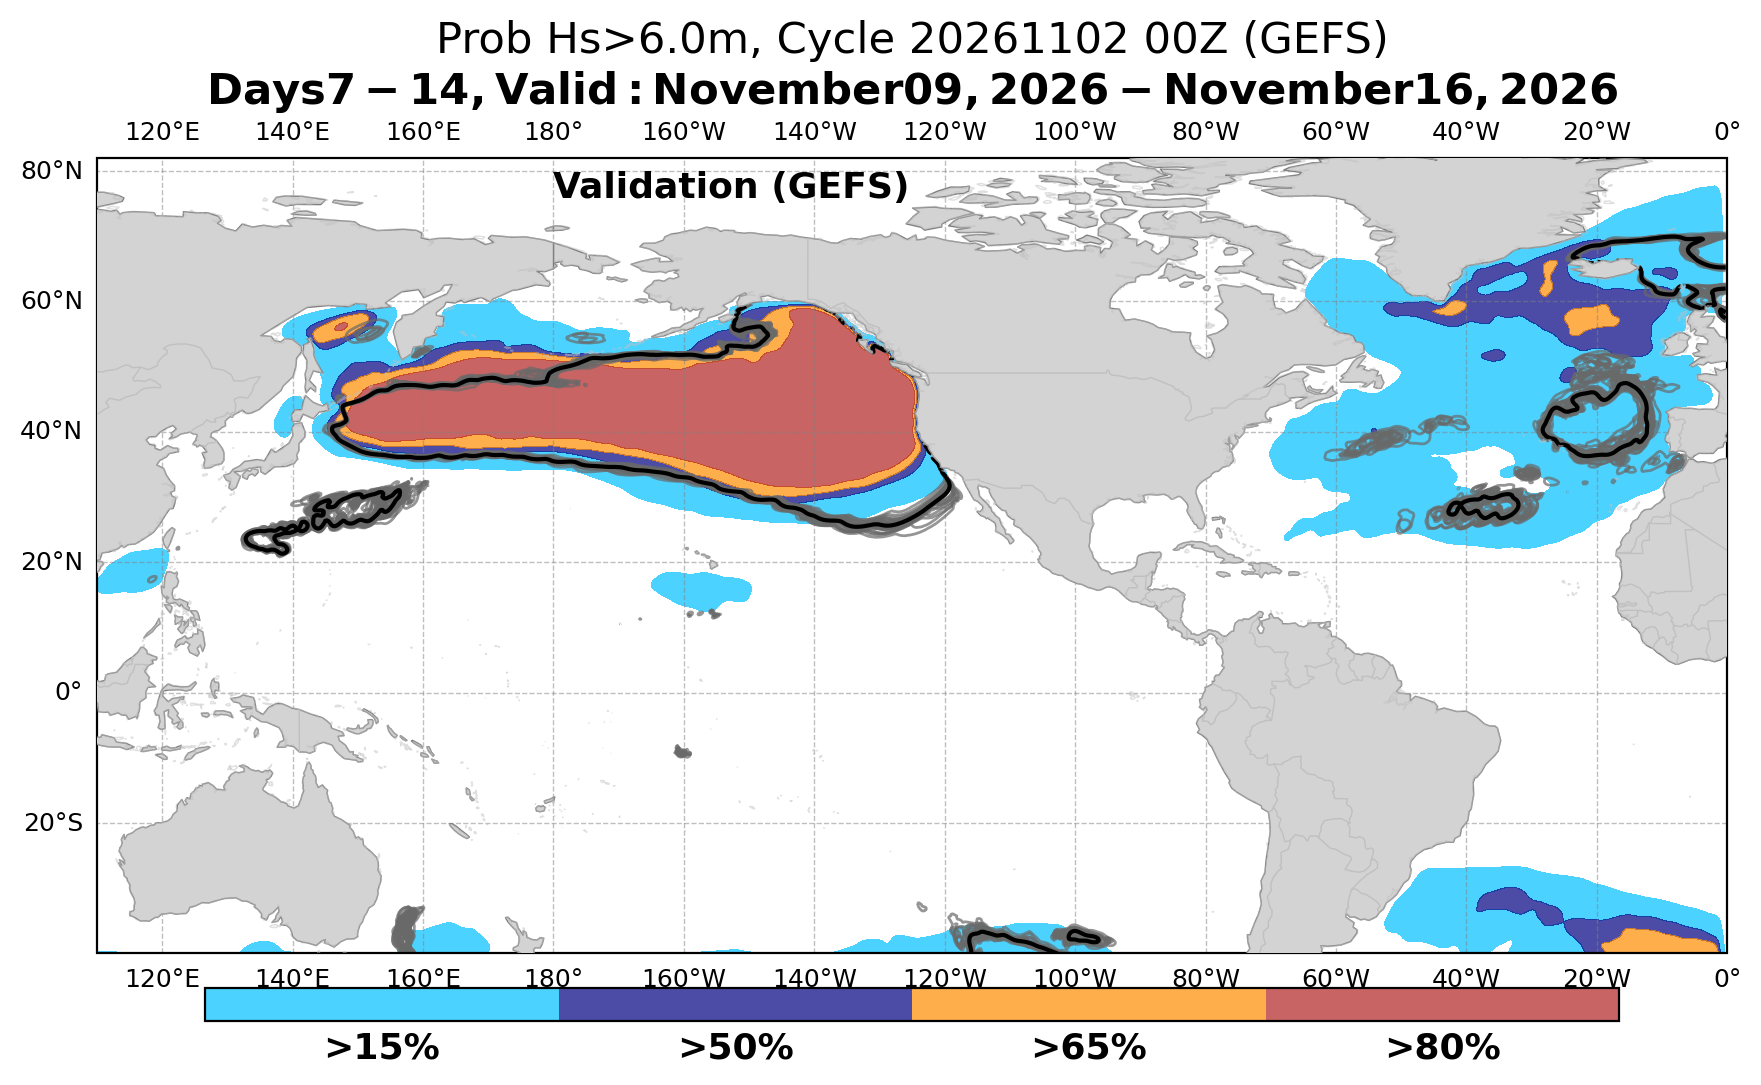 Prob Hs>6.0m, Cycle 20261102 00Z (GEFS)
Days7 − 14, Valid : November09, 2026 − November16, 2026
120°E 140°E 160°E 180° 160°W 140°W 120°W 100°W 80°W 60°W 40°W 20°W 0°
80°N
Validation (GEFS)
60°N
40°N
20°N
0°
20°S
120°E 140°E 160°E 180° 160°W 140°W 120°W 100°W 80°W 60°W 40°W 20°W 0°
>15% >50% >65% >80%